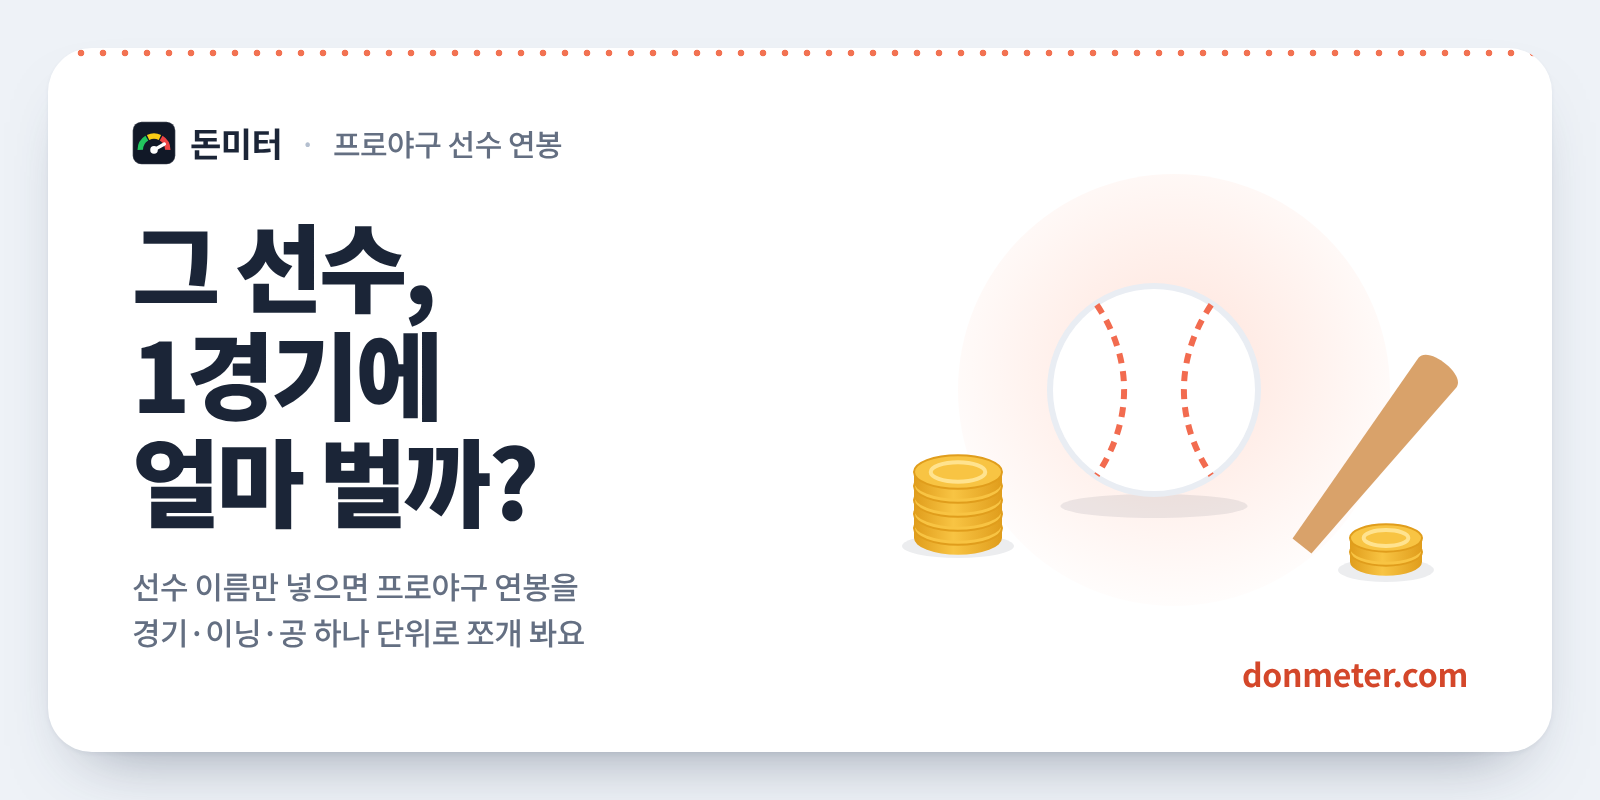 돈미터 · 프로야구 선수 연봉
그 선수,
1경기에
얼마 벌까?
선수 이름만 넣으면 프로야구 연봉을
경기·이닝·공 하나 단위로 쪼개 봐요
donmeter.com